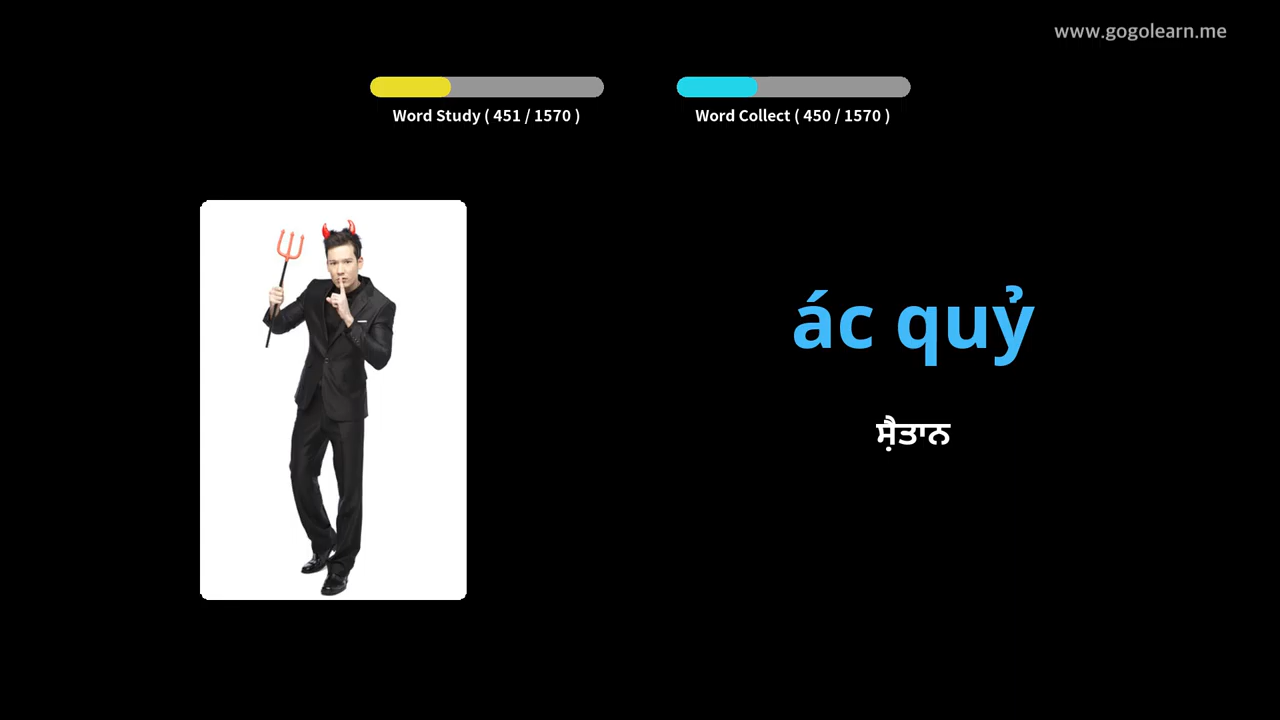 www.gogolearn.me
Word Study ( 451 / 1570 )
Word Collect ( 450 / 1570 )
ác quỷ
ਸ਼ੈਤਾਨ